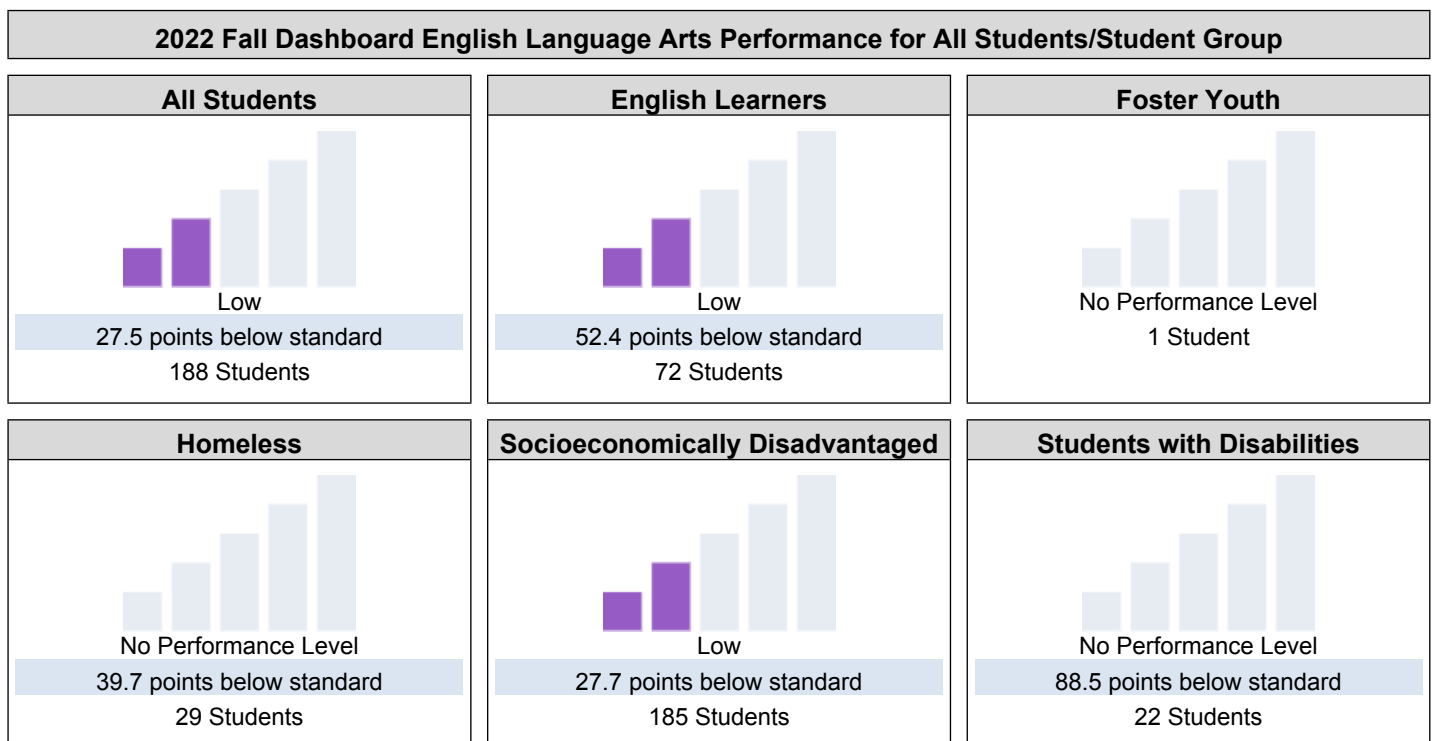 2022 Fall Dashboard English Language Arts Performance for All Students/Student Group
All Students
Low
27.5 points below standard
188 Students
English Learners
Low
52.4 points below standard
72 Students
Foster Youth
No Performance Level
1 Student
Homeless
No Performance Level
39.7 points below standard
29 Students
Socioeconomically Disadvantaged
Low
27.7 points below standard
185 Students
Students with Disabilities
No Performance Level
88.5 points below standard
22 Students